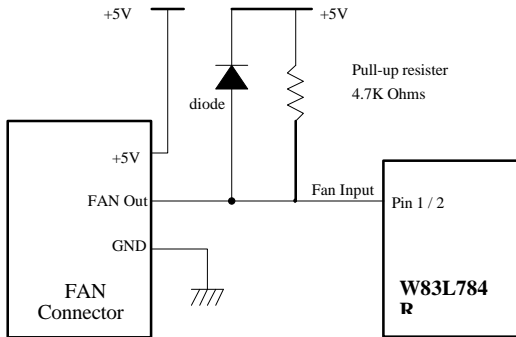 +5V
+5V
Pull-up resister
4.7K Ohms
diode
+5V
Fan Input
FAN Out
Pin 1 / 2
GND
FAN
Connector
W83L784
R